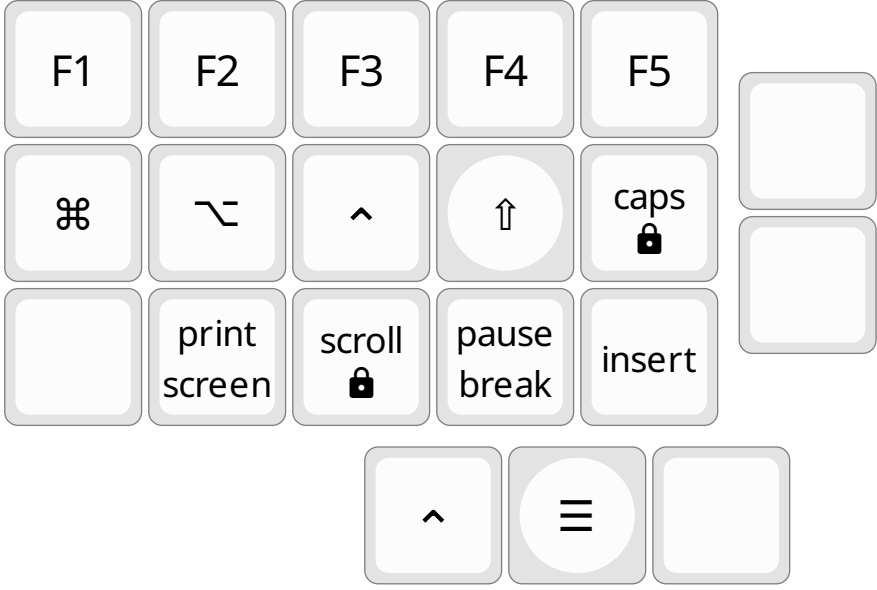 F1 F2 F3 F4 F5
⌘ ⌥ ⌃ ⇧ caps
print scroll pause insert
screen break
⌃ ☰